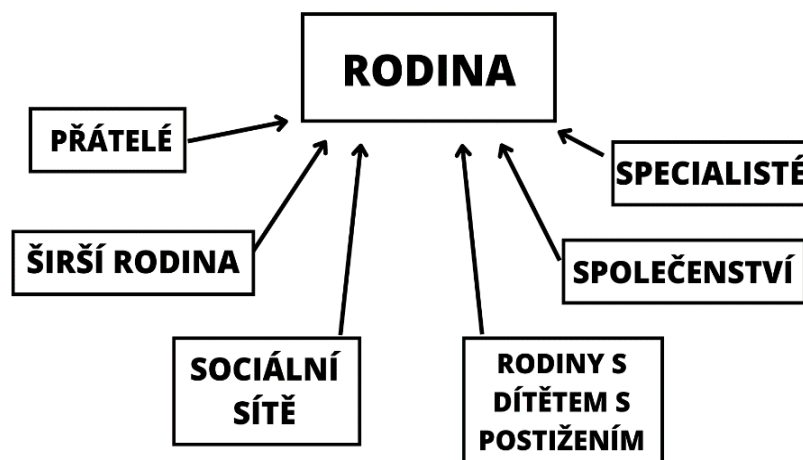 RODINA
PŘÁTELÉ
SPECIALISTÉ
ŠIRŠÍ RODINA
SPOLEČENSTVÍ
SOCIÁLNÍ
SÍTĚ
RODINY S
DÍTĚTEM S
POSTIŽENÍM